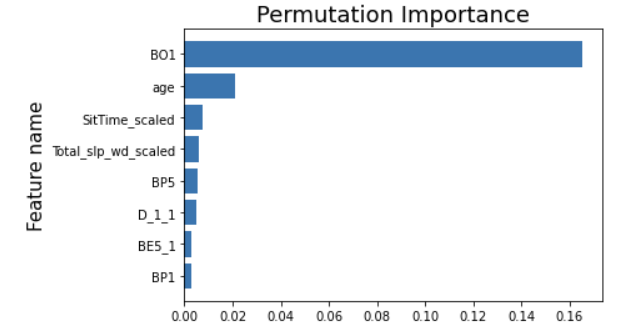 Permutation Importance
Feature name
BO1
age
SitTime_scaled
Total_slp_wd_scaled
BP5
D_1_1
BE5_1
BP1
0.00 0.02 0.04 0.06 0.08 0.10 0.12 0.14 0.16